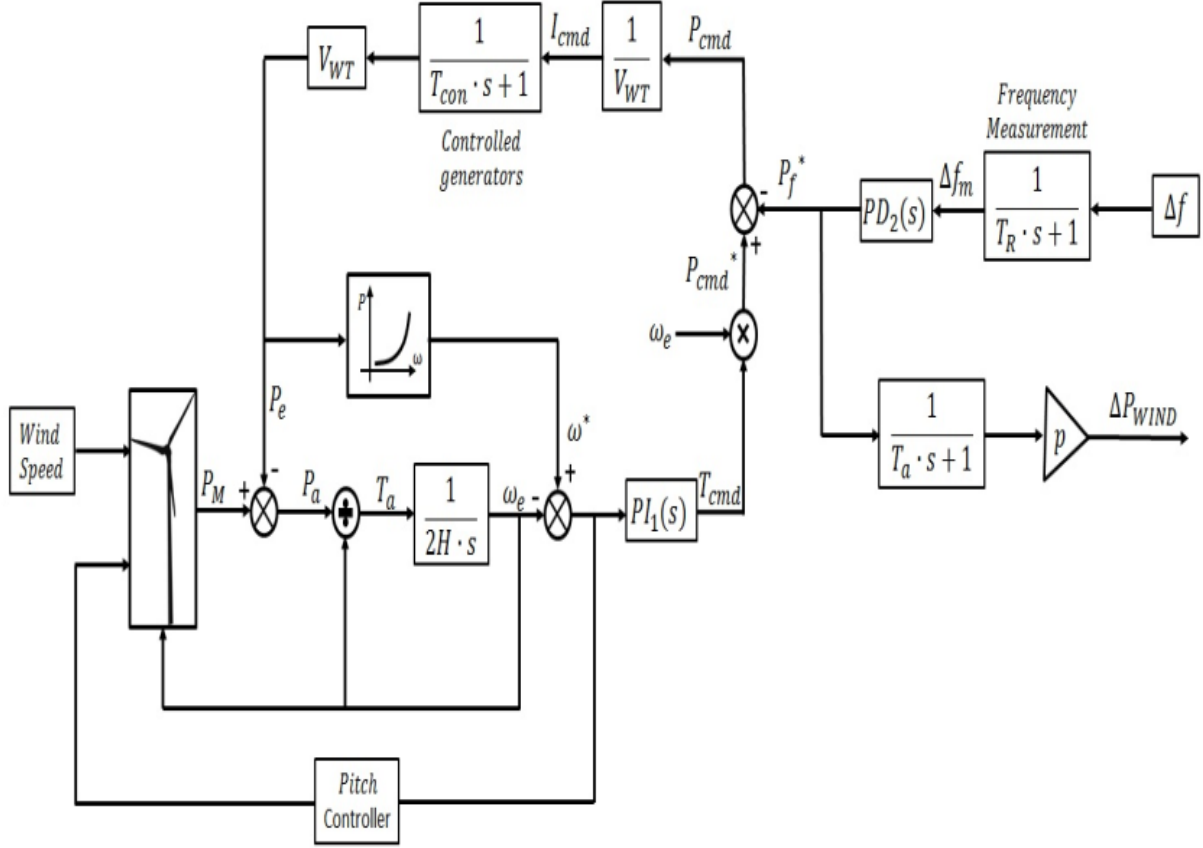 V_WT
1 / (T_con · s + 1)
I_cmd
1 / V_WT
P_cmd
Controlled
generators
Frequency
Measurement
P_f*
-
PD_2(s)
Δf_m
1 / (T_R · s + 1)
Δf
+
P_cmd*
ω_e
×
P
ω
P_e
ω*
1 / (T_a · s + 1)
p
ΔP_WIND
Wind
Speed
P_M
+
-
P_a
÷
T_a
1 / (2H · s)
ω_e
-
+
PI_1(s)
T_cmd
Pitch
Controller